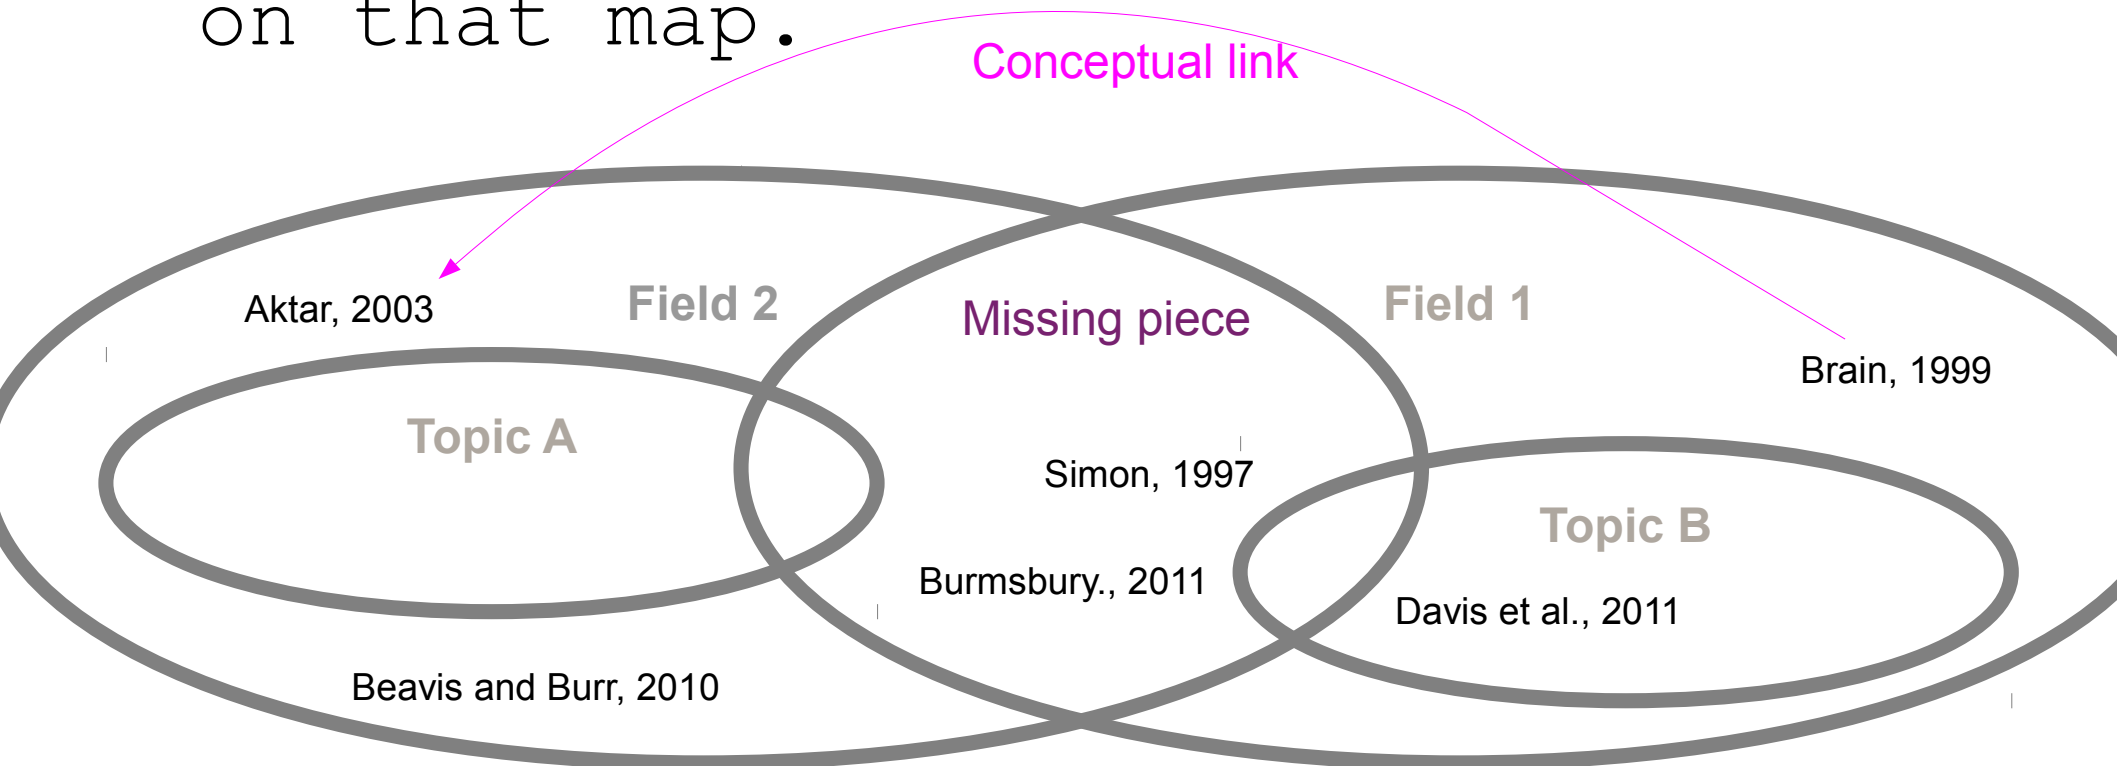 on that map.
Conceptual link
Aktar, 2003
Field 2
Missing piece
Field 1
Brain, 1999
Topic A
Simon, 1997
Topic B
Burmsbury., 2011
Davis et al., 2011
Beavis and Burr, 2010